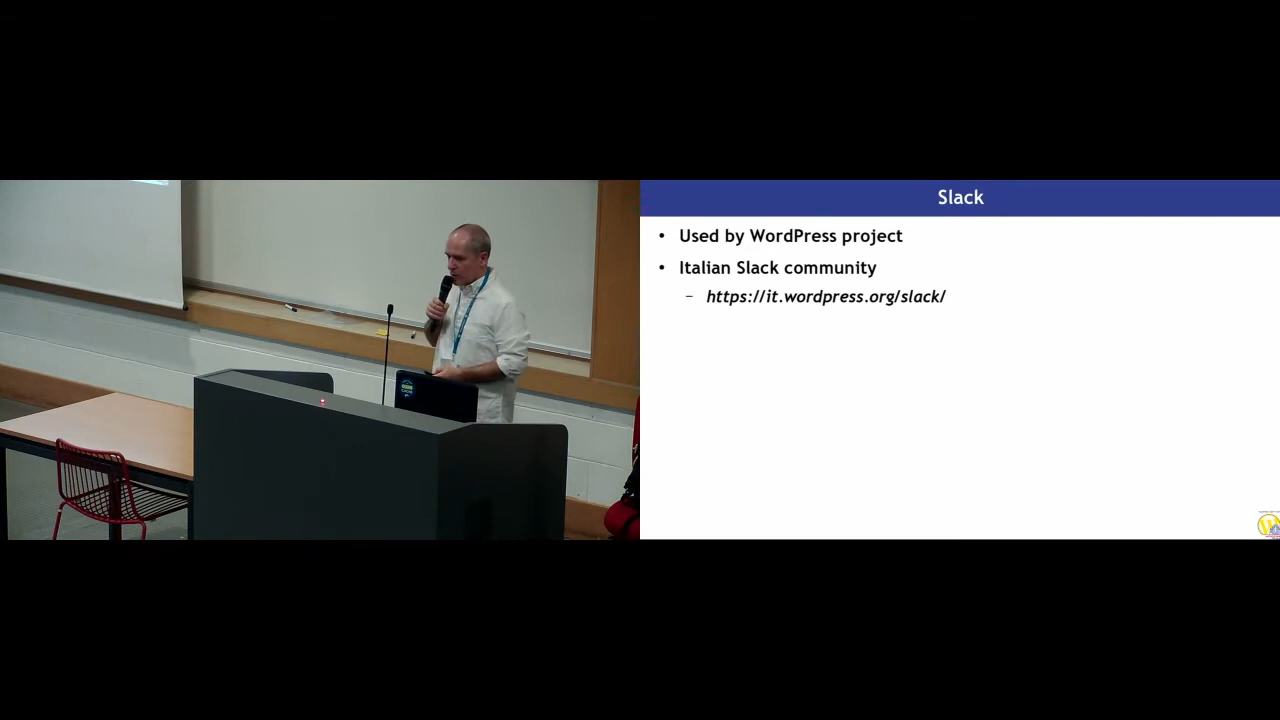 Slack
• Used by WordPress project
• Italian Slack community
– https://it.wordpress.org/slack/